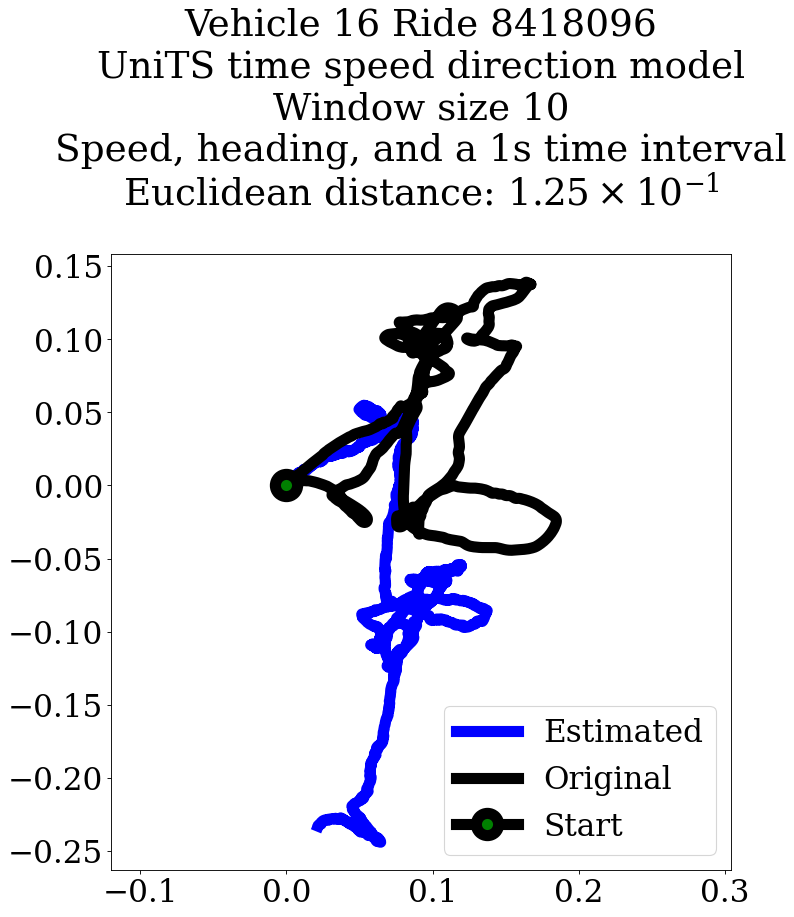 Vehicle 16 Ride 8418096
UniTS time speed direction model
Window size 10
Speed, heading, and a 1s time interval
Euclidean distance: 1.25 × 10⁻¹
0.15
0.10
0.05
0.00
−0.05
−0.10
−0.15
−0.20
−0.25
Estimated
Original
Start
−0.1
0.0
0.1
0.2
0.3